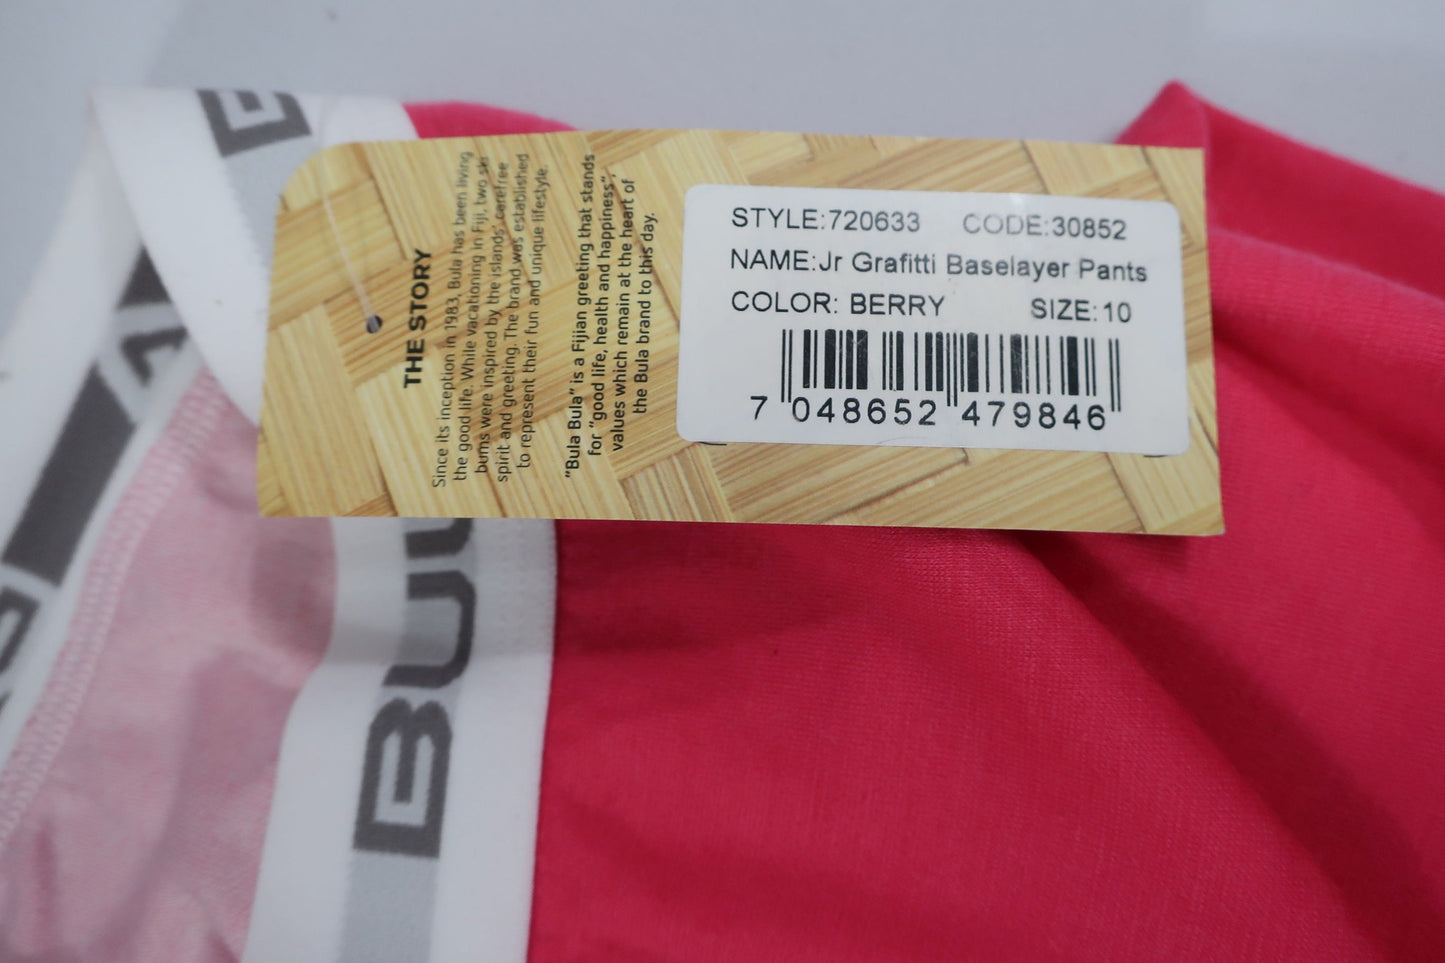 THE STORY
Since its inception in 1983, Bula has been living
the good life. While vacationing in Fiji, two ski
bums were inspired by the islands' carefree
spirit and greeting. The brand was established
to represent their fun and unique lifestyle.
"Bula Bula" is a Fijian greeting that stands
for "good life, health and happiness",
values which remain at the heart of
the Bula brand to this day.
STYLE:720633 CODE:30852
NAME:Jr Grafitti Baselayer Pants
COLOR: BERRY SIZE:10
7 048652 479846
BUL